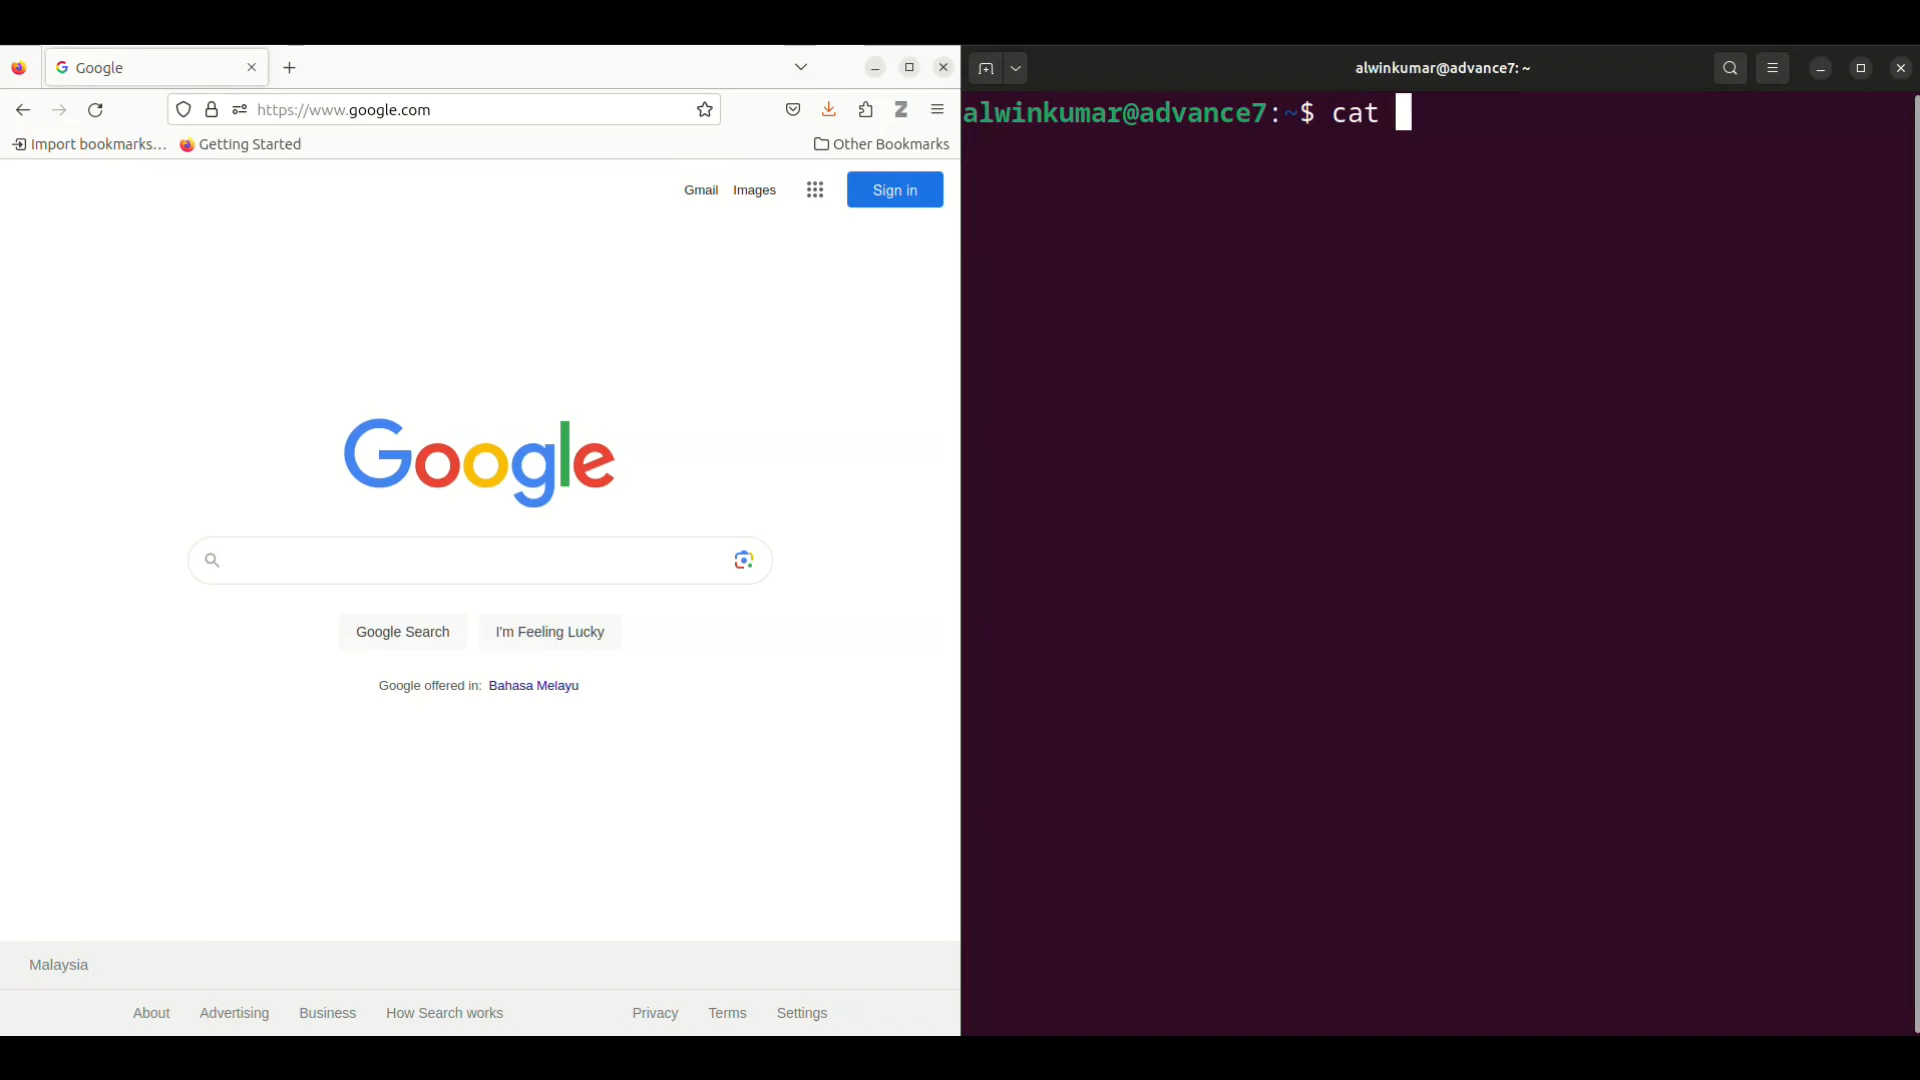 Google
https://www.google.com
Import bookmarks...
Getting Started
Other Bookmarks
Gmail
Images
Sign in
Google
Google Search
I'm Feeling Lucky
Google offered in: Bahasa Melayu
Malaysia
About
Advertising
Business
How Search works
Privacy
Terms
Settings
alwinkumar@advance7: ~
alwinkumar@advance7:~$ cat